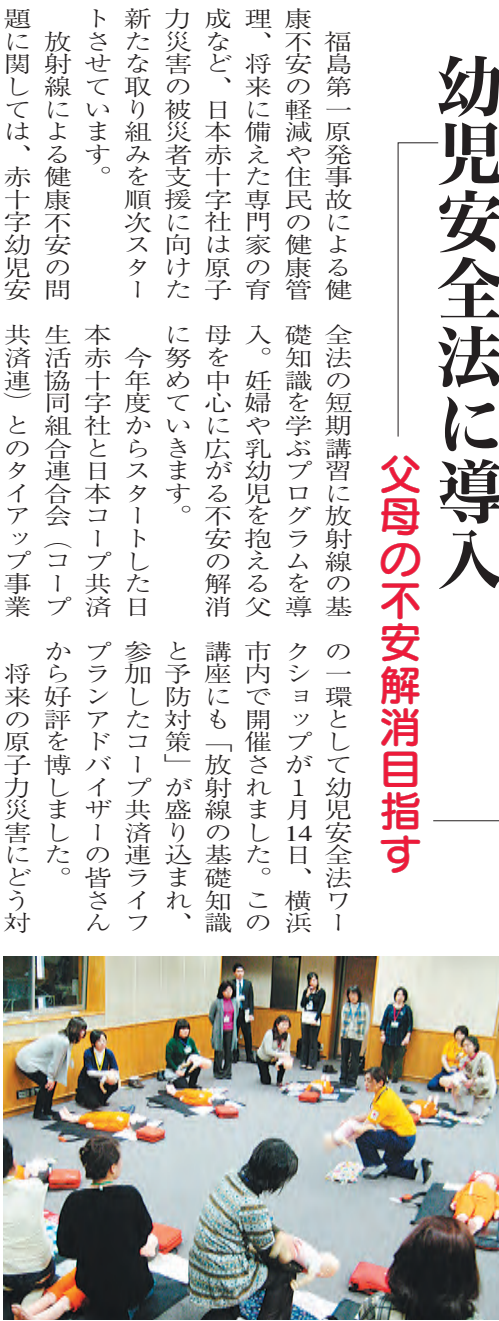 幼児安全法に導入
父母の不安解消目指す
福島第一原発事故による健
康不安の軽減や住民の健康管
理、将来に備えた専門家の育
成など、日本赤十字社は原子
力災害の被災者支援に向けた
新たな取り組みを順次スター
トさせています。
放射線による健康不安の問
題に関しては、赤十字幼児安
全法の短期講習に放射線の基
礎知識を学ぶプログラムを導
入。妊婦や乳幼児を抱える父
母を中心に広がる不安の解消
に努めていきます。
今年度からスタートした日
本赤十字社と日本コープ共済
生活協同組合連合会（コープ
共済連）とのタイアップ事業
の一環として幼児安全法ワー
クショップが1月14日、横浜
市内で開催されました。この
講座にも「放射線の基礎知識
と予防対策」が盛り込まれ、
参加したコープ共済連ライフ
プランアドバイザーの皆さん
から好評を博しました。
将来の原子力災害にどう対